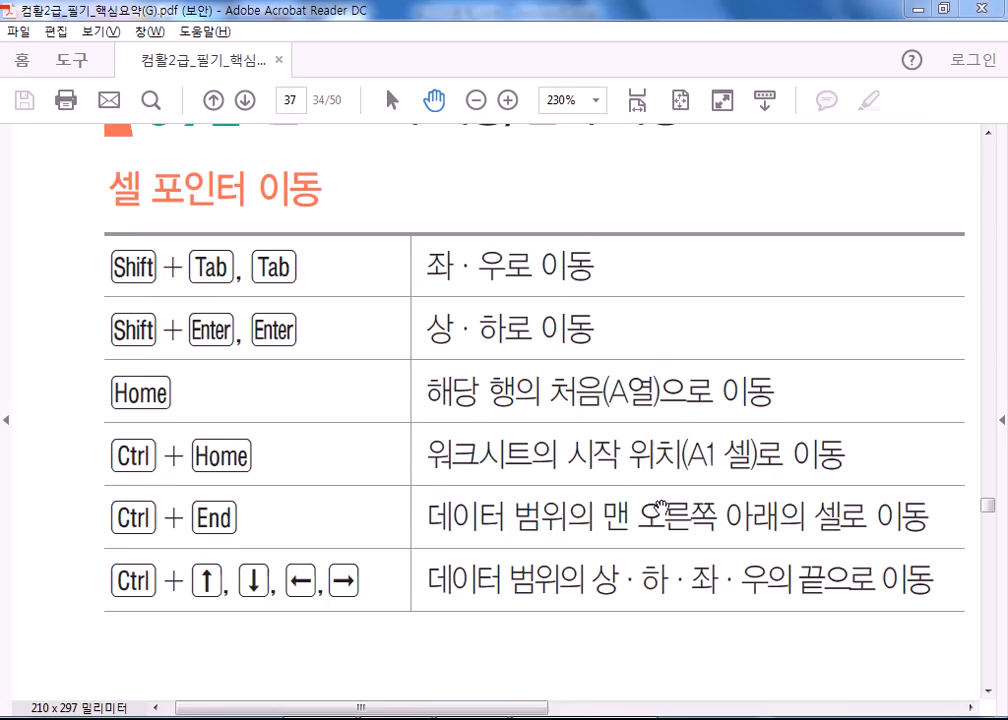 컴활2급_필기_핵심요약(G).pdf (보안) - Adobe Acrobat Reader DC
파일 편집 보기(V) 창(W) 도움말(H)
홈 도구 컴활2급_필기_핵심... × 로그인
37 34/50 230%
셀 포인터 이동
Shift + Tab, Tab 좌 · 우로 이동
Shift + Enter, Enter 상 · 하로 이동
Home 해당 행의 처음(A열)으로 이동
Ctrl + Home 워크시트의 시작 위치(A1 셀)로 이동
Ctrl + End 데이터 범위의 맨 오른쪽 아래의 셀로 이동
Ctrl + ↑, ↓, ←, → 데이터 범위의 상 · 하 · 좌 · 우의 끝으로 이동
210 x 297 밀리미터